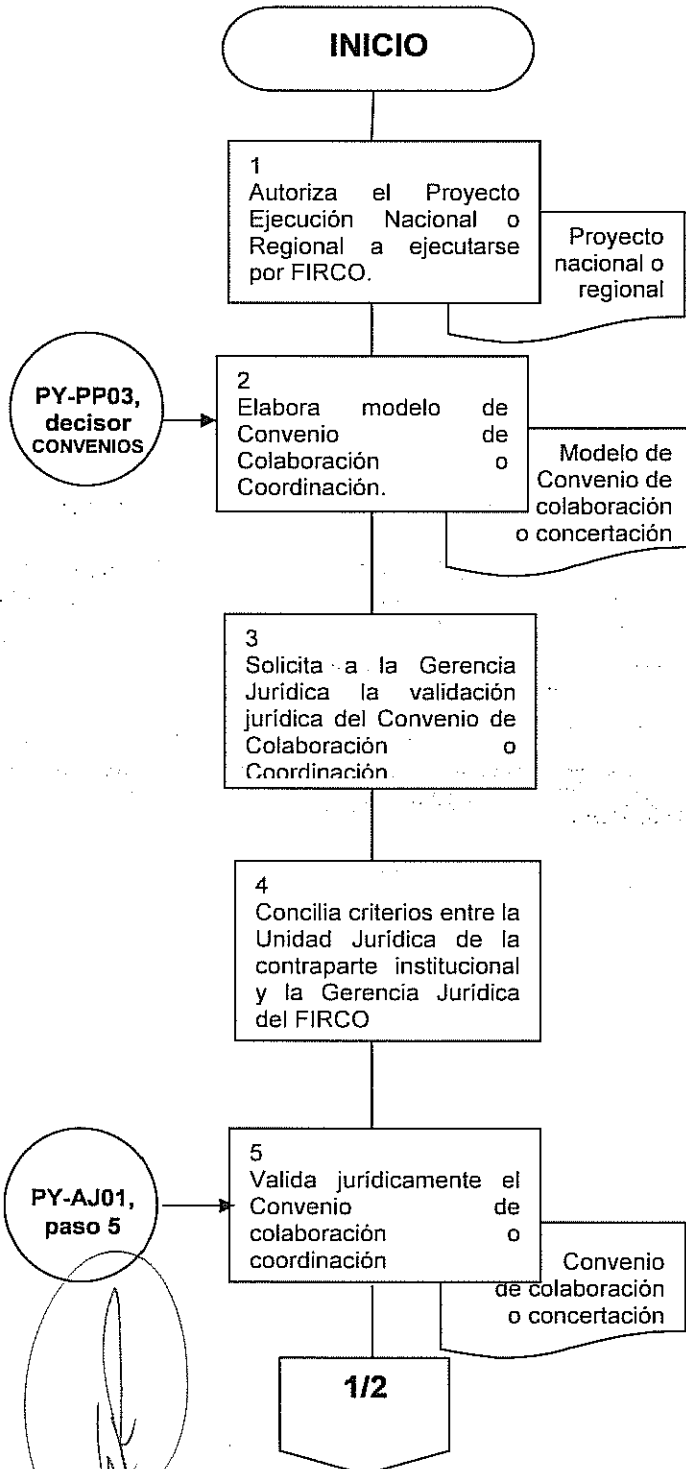 INICIO
1
Autoriza el Proyecto
Ejecución Nacional o
Regional a ejecutarse
por FIRCO.
Proyecto
nacional o
regional
PY-PP03,
decisor
CONVENIOS
2
Elabora modelo de
Convenio de
Colaboración o
Coordinación.
Modelo de
Convenio de
colaboración
o concertación
3
Solicita a la Gerencia
Jurídica la validación
jurídica del Convenio de
Colaboración o
Coordinación
4
Concilia criterios entre la
Unidad Jurídica de la
contraparte institucional
y la Gerencia Jurídica
del FIRCO
PY-AJ01,
paso 5
5
Valida jurídicamente el
Convenio de
colaboración o
coordinación
Convenio
de colaboración
o concertación
1/2